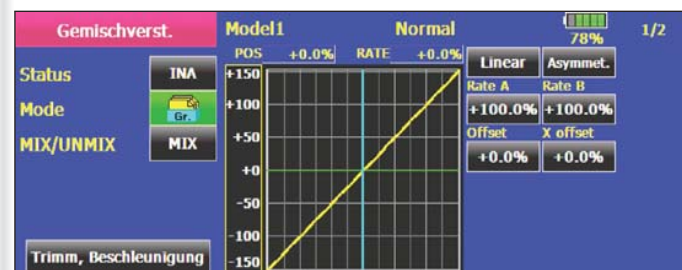 Gemischverst. Model1 Normal 78% 1/2
POS +0.0% RATE +0.0%
Status INA
Mode Gr.
MIX/UNMIX MIX
Trimm, Beschleunigung
+150
+100
+50
+0
-50
-100
-150
Linear Asymmet.
Rate A Rate B
+100.0% +100.0%
Offset X offset
+0.0% +0.0%